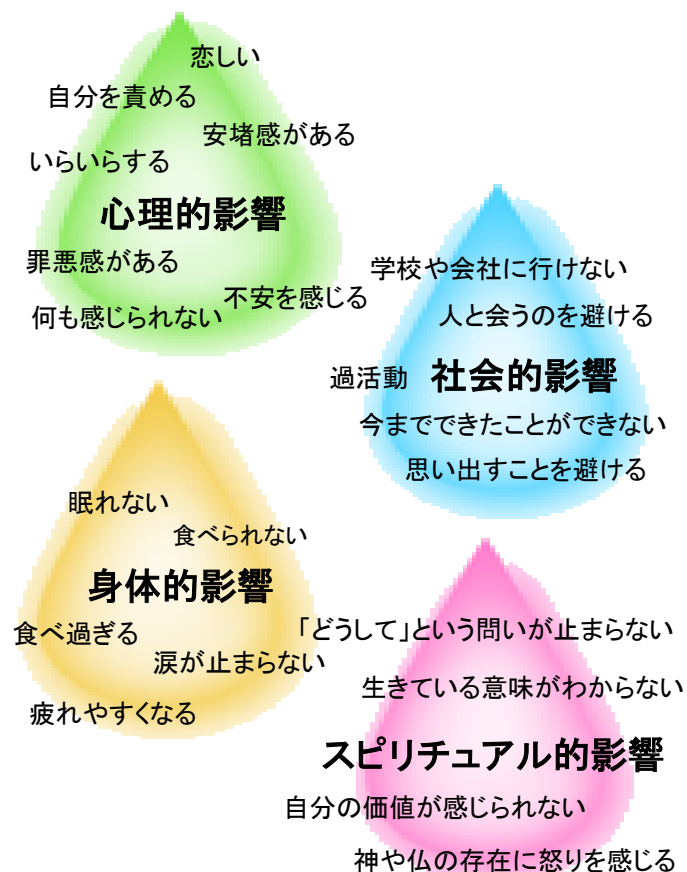 恋しい
自分を責める
安堵感がある
いらいらする
心理的影響
罪悪感がある
不安を感じる
何も感じられない
学校や会社に行けない
人と会うのを避ける
過活動
社会的影響
今までできたことができない
思い出すことを避ける
眠れない
食べられない
身体的影響
食べ過ぎる
涙が止まらない
疲れやすくなる
「どうして」という問いが止まらない
生きている意味がわからない
スピリチュアル的影響
自分の価値が感じられない
神や仏の存在に怒りを感じる